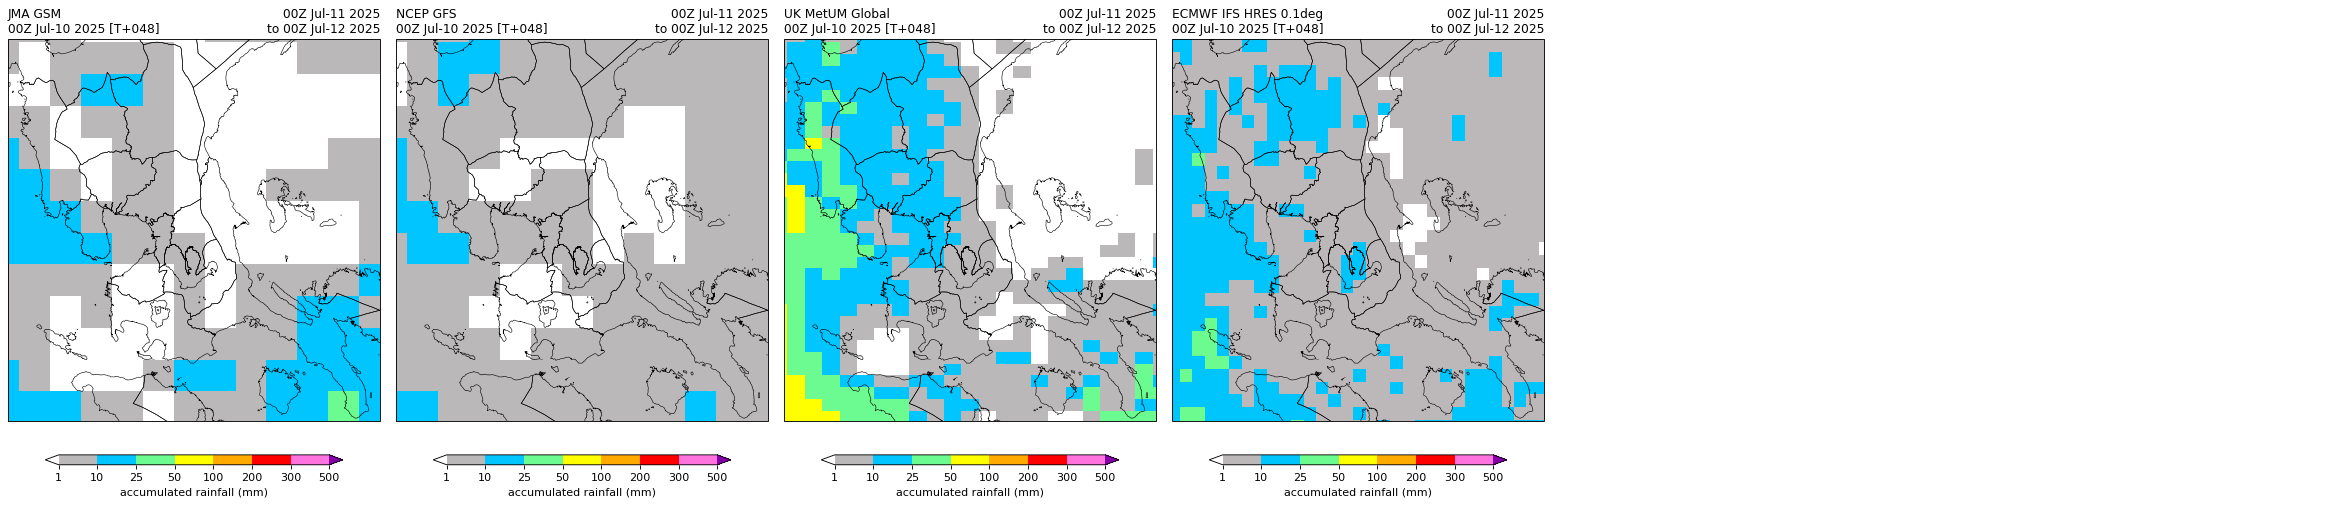 JMA GSM 00Z Jul-11 2025
00Z Jul-10 2025 [T+048] to 00Z Jul-12 2025
1 10 25 50 100 200 300 500
accumulated rainfall (mm)
NCEP GFS 00Z Jul-11 2025
00Z Jul-10 2025 [T+048] to 00Z Jul-12 2025
1 10 25 50 100 200 300 500
accumulated rainfall (mm)
UK MetUM Global 00Z Jul-11 2025
00Z Jul-10 2025 [T+048] to 00Z Jul-12 2025
1 10 25 50 100 200 300 500
accumulated rainfall (mm)
ECMWF IFS HRES 0.1deg 00Z Jul-11 2025
00Z Jul-10 2025 [T+048] to 00Z Jul-12 2025
1 10 25 50 100 200 300 500
accumulated rainfall (mm)